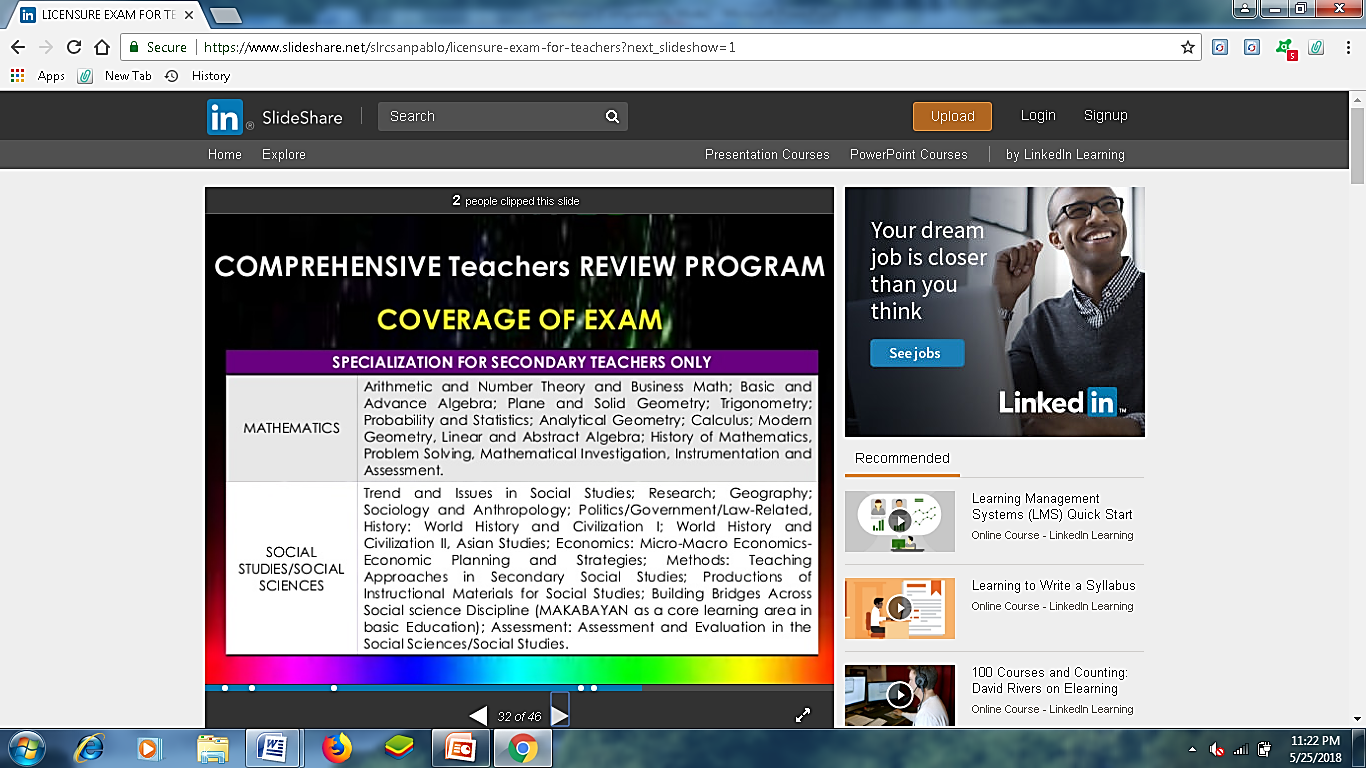 LICENSURE EXAM FOR TE
Secure
https://www.slideshare.net/slrcsanpablo/licensure-exam-for-teachers?next_slideshow=1
5
Apps
New Tab
History
in ® SlideShare
Search
Upload
Login
Signup
Home
Explore
Presentation Courses
PowerPoint Courses
by LinkedIn Learning
2 people clipped this slide
COMPREHENSIVE Teachers REVIEW PROGRAM
COVERAGE OF EXAM
SPECIALIZATION FOR SECONDARY TEACHERS ONLY
MATHEMATICS
Arithmetic and Number Theory and Business Math; Basic and
Advance Algebra; Plane and Solid Geometry; Trigonometry;
Probability and Statistics; Analytical Geometry; Calculus; Modern
Geometry, Linear and Abstract Algebra; History of Mathematics,
Problem Solving, Mathematical Investigation, Instrumentation and
Assessment.
SOCIAL
STUDIES/SOCIAL
SCIENCES
Trend and Issues in Social Studies; Research; Geography;
Sociology and Anthropology; Politics/Government/Law-Related,
History: World History and Civilization I; World History and
Civilization II, Asian Studies; Economics: Micro-Macro Economics-
Economic Planning and Strategies; Methods: Teaching
Approaches in Secondary Social Studies; Productions of
Instructional Materials for Social Studies; Building Bridges Across
Social science Discipline (MAKABAYAN as a core learning area in
basic Education); Assessment: Assessment and Evaluation in the
Social Sciences/Social Studies.
32 of 46
Your dream
job is closer
than you
think
See jobs
Linked in ™
Recommended
Learning Management
Systems (LMS) Quick Start
Online Course - LinkedIn Learning
Learning to Write a Syllabus
Online Course - LinkedIn Learning
100 Courses and Counting:
David Rivers on Elearning
Online Course - LinkedIn Learning
11:22 PM
5/25/2018